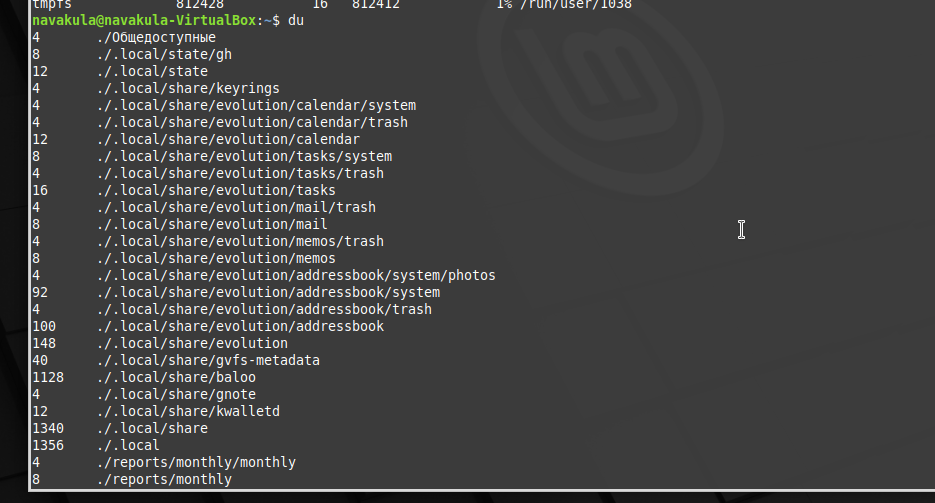 tmpfs 812428 16 812412 1% /run/user/1038
navakula@navakula-VirtualBox:~$ du
4 ./Общедоступные
8 ./.local/state/gh
12 ./.local/state
4 ./.local/share/keyrings
4 ./.local/share/evolution/calendar/system
4 ./.local/share/evolution/calendar/trash
12 ./.local/share/evolution/calendar
8 ./.local/share/evolution/tasks/system
4 ./.local/share/evolution/tasks/trash
16 ./.local/share/evolution/tasks
4 ./.local/share/evolution/mail/trash
8 ./.local/share/evolution/mail
4 ./.local/share/evolution/memos/trash
8 ./.local/share/evolution/memos
4 ./.local/share/evolution/addressbook/system/photos
92 ./.local/share/evolution/addressbook/system
4 ./.local/share/evolution/addressbook/trash
100 ./.local/share/evolution/addressbook
148 ./.local/share/evolution
40 ./.local/share/gvfs-metadata
1128 ./.local/share/baloo
4 ./.local/share/gnote
12 ./.local/share/kwalletd
1340 ./.local/share
1356 ./.local
4 ./reports/monthly/monthly
8 ./reports/monthly